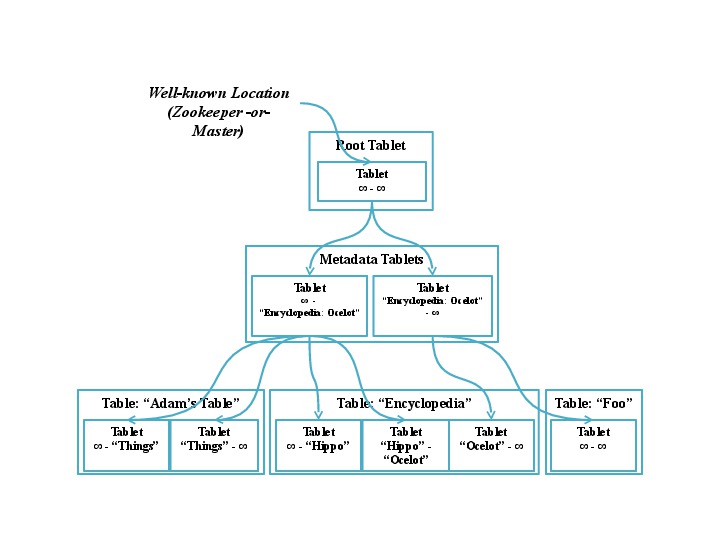 Well-known Location
(Zookeeper -or-
Master)
Root Tablet
Tablet
∞ - ∞
Metadata Tablets
Tablet
∞ -
"Encyclopedia: Ocelot"
Tablet
"Encyclopedia: Ocelot"
- ∞
Table: “Adam’s Table”
Tablet
∞ - “Things”
Tablet
“Things” - ∞
Table: “Encyclopedia”
Tablet
∞ - “Hippo”
Tablet
“Hippo” -
“Ocelot”
Tablet
“Ocelot” - ∞
Table: “Foo”
Tablet
∞ - ∞